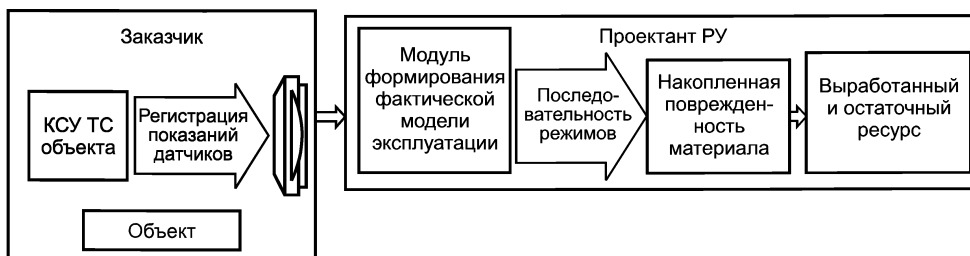 Заказчик
КСУ ТС
объекта
Регистрация
показаний
датчиков
Объект
Проектант РУ
Модуль
формирования
фактической
модели
эксплуатации
Последо-
вательность
режимов
Накопленная
поврежден-
ность
материала
Выработанный
и остаточный
ресурс